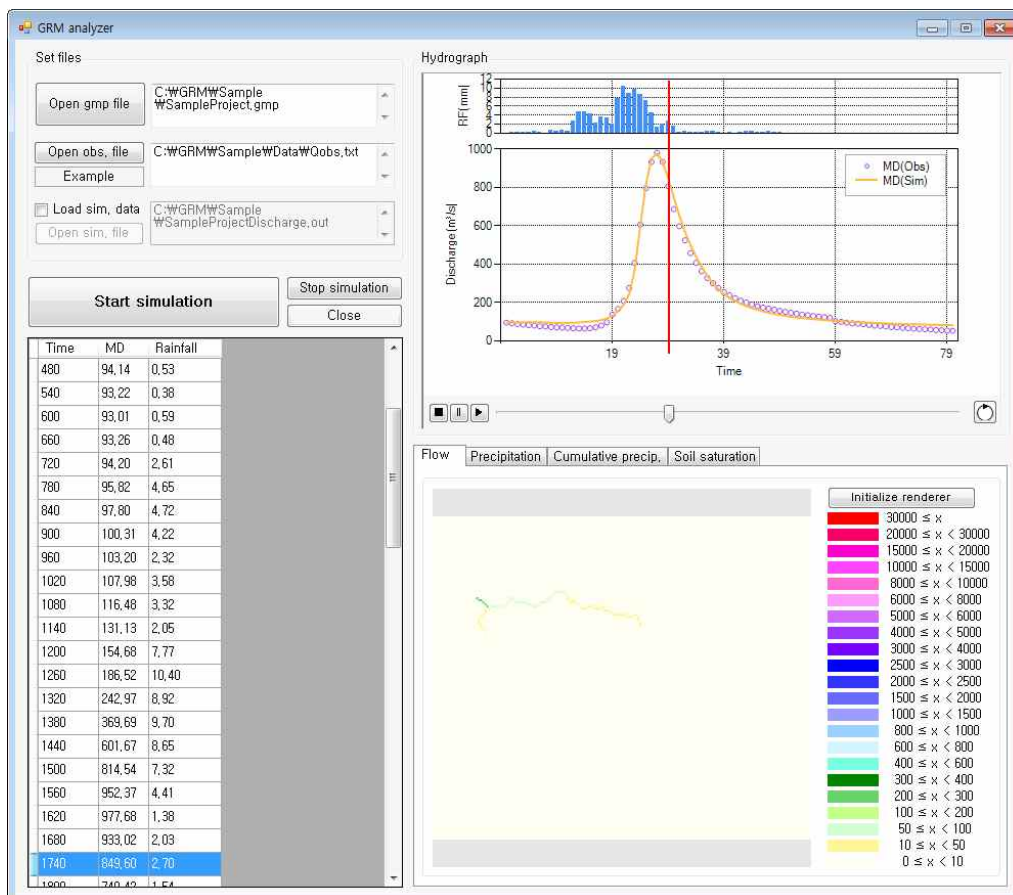 GRM analyzer
Set files
Open gmp file
C:₩GRM₩Sample
₩SampleProject.gmp
Open obs. file
C:₩GRM₩Sample₩Data₩Qobs.txt
Example
Load sim. data
C:₩GRM₩Sample
₩SampleProjectDischarge.out
Open sim. file
Start simulation
Stop simulation
Close
Time MD Rainfall
480 94.14 0.53
540 93.22 0.38
600 93.01 0.59
660 93.26 0.48
720 94.20 2.61
780 95.82 4.65
840 97.80 4.72
900 100.31 4.22
960 103.20 2.32
1020 107.98 3.58
1080 116.48 3.32
1140 131.13 2.05
1200 154.68 7.77
1260 186.52 10.40
1320 242.97 8.92
1380 369.69 9.70
1440 601.67 8.65
1500 814.54 7.32
1560 952.37 4.41
1620 977.68 1.38
1680 933.02 2.03
1740 849.60 2.70
1800 749.42 1.54
Hydrograph
RF(mm)
12
10
8
6
4
2
0
Discharge[m³/s]
1000
800
600
400
200
0
MD(Obs)
MD(Sim)
19 39 59 79
Time
Flow Precipitation Cumulative precip. Soil saturation
Initialize renderer
30000 ≤ x
20000 ≤ x < 30000
15000 ≤ x < 20000
10000 ≤ x < 15000
8000 ≤ x < 10000
6000 ≤ x < 8000
5000 ≤ x < 6000
4000 ≤ x < 5000
3000 ≤ x < 4000
2500 ≤ x < 3000
2000 ≤ x < 2500
1500 ≤ x < 2000
1000 ≤ x < 1500
800 ≤ x < 1000
600 ≤ x < 800
400 ≤ x < 600
300 ≤ x < 400
200 ≤ x < 300
100 ≤ x < 200
50 ≤ x < 100
10 ≤ x < 50
0 ≤ x < 10